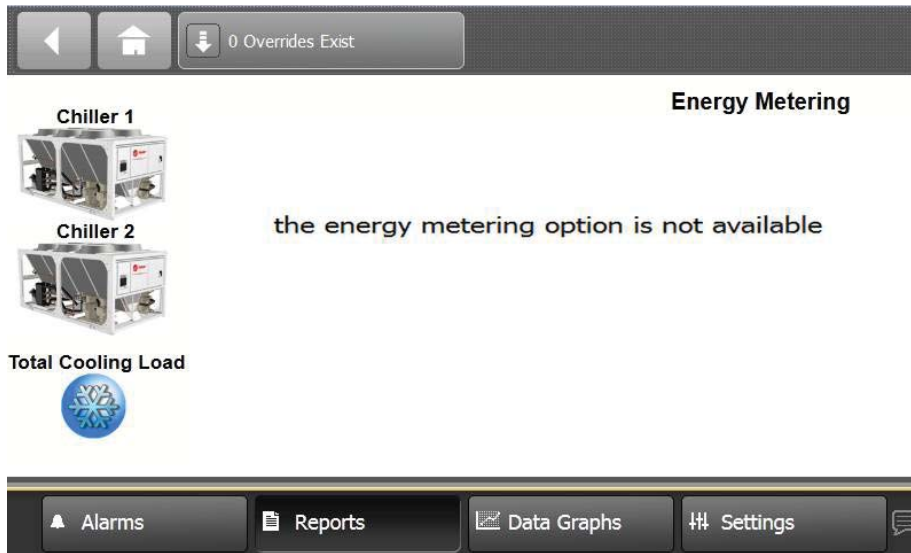 0 Overrides Exist
Energy Metering
Chiller 1
the energy metering option is not available
Chiller 2
Total Cooling Load
Alarms
Reports
Data Graphs
Settings